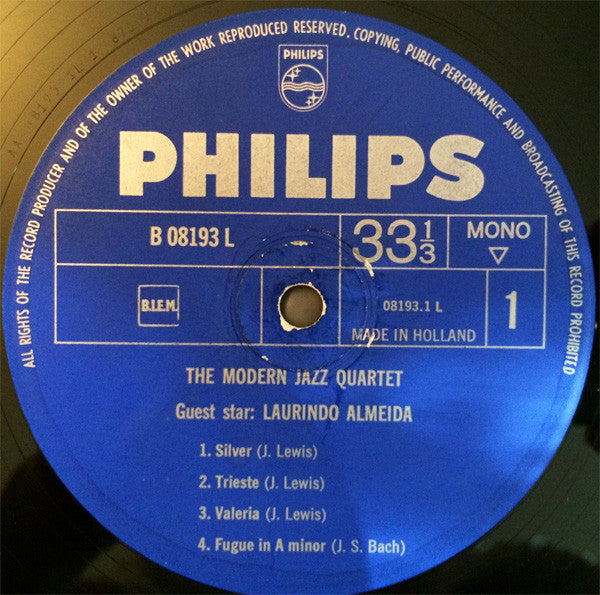 ALL RIGHTS OF THE RECORD PRODUCER AND OF THE OWNER OF THE WORK REPRODUCED RESERVED. COPYING, PUBLIC PERFORMANCE AND BROADCASTING OF THIS RECORD PROHIBITED
PHILIPS
PHILIPS
B 08193 L
33 1/3
MONO
▽
B.I.E.M.
08193.1 L
MADE IN HOLLAND
1
THE MODERN JAZZ QUARTET
Guest star: LAURINDO ALMEIDA
1. Silver (J. Lewis)
2. Trieste (J. Lewis)
3. Valeria (J. Lewis)
4. Fugue in A minor (J. S. Bach)